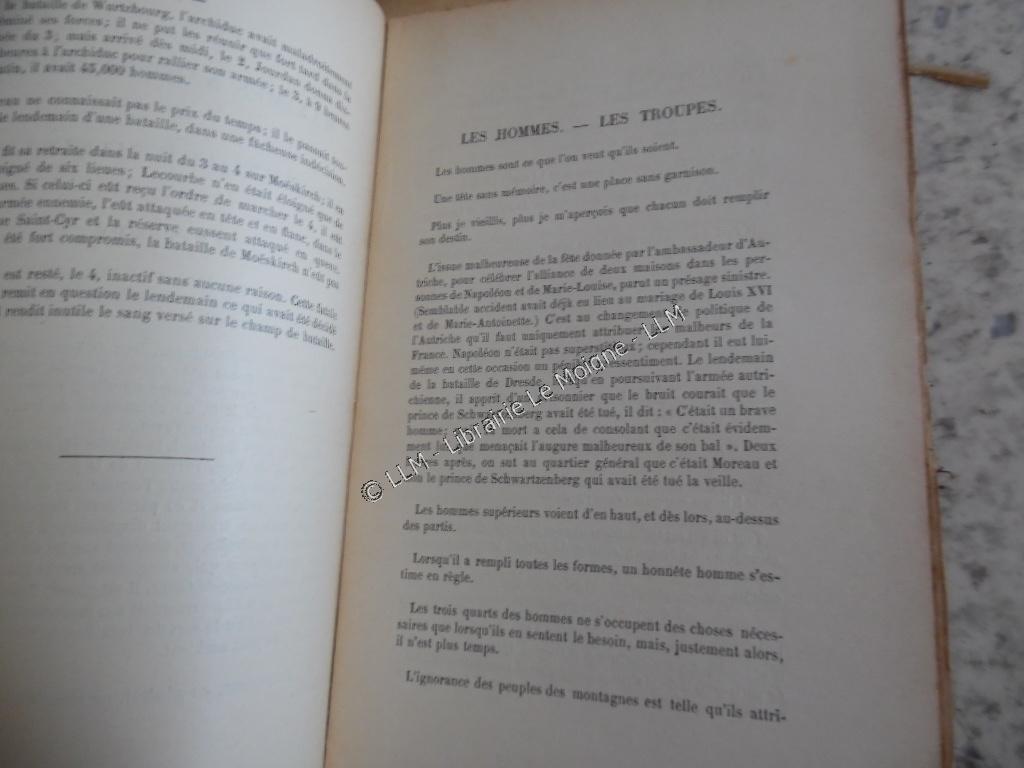 la bataille de Wurtzbourg, l'archiduc avait maladroitement
ses forces; il ne put les réunir que fort tard dans la
du 3; mais arrivé dès midi, le 2, Jourdan donna
heures à l'archiduc pour rallier son armée; le 3, à 9 heures
il avait 45,000 hommes.
ne connaissait pas le prix du temps; il le passait
le lendemain d'une bataille, dans une fâcheuse indécision.
dit sa retraite dans la nuit du 3 au 4 sur Moëskirch; il
igné de six lieues; Lecourbe n'en était éloigné que de
Si celui-ci eût reçu l'ordre de marcher le 4, il eût
armée ennemie, l'eût attaquée en tête et en flanc, dans le
Saint-Cyr et la réserve eussent attaqué en queue.
été fort compromis, la bataille de Moëskirch n'eût pas
est resté, le 4, inactif sans aucune raison. Cette
remit en question le lendemain ce qui avait été décidé
rendit inutile le sang versé sur le champ de bataille.
LES HOMMES. — LES TROUPES.
Les hommes sont ce que l'on veut qu'ils soient.
Une tête sans mémoire, c'est une place sans garnison.
Plus je vieillis, plus je m'aperçois que chacun doit remplir
son destin.
L'issue malheureuse de la fête donnée par l'ambassadeur d'Au-
triche, pour célébrer l'alliance de deux maisons dans les per-
sonnes de Napoléon et de Marie-Louise, parut un présage sinistre.
(Semblable accident avait déjà eu lieu au mariage de Louis XVI
et de Marie-Antoinette.) C'est au changement de politique de
l'Autriche qu'il faut uniquement attribuer les malheurs de la
France. Napoléon n'était pas superstitieux; cependant il eut lui-
même en cette occasion un pressentiment. Le lendemain
de la bataille de Dresde, en poursuivant l'armée autri-
chienne, il apprit, d'un prisonnier que le bruit courait que le
prince de Schwartzenberg avait été tué, il dit : « C'était un brave
homme; mort a cela de consolant que c'était évidem-
ment menaçait l'augure malheureux de son bal ». Deux
après, on sut au quartier général que c'était Moreau et
non le prince de Schwartzenberg qui avait été tué la veille.
Les hommes supérieurs voient d'en haut, et dès lors, au-dessus
des partis.
Lorsqu'il a rempli toutes les formes, un honnête homme s'es-
time en règle.
Les trois quarts des hommes ne s'occupent des choses néces-
saires que lorsqu'ils en sentent le besoin, mais, justement alors,
il n'est plus temps.
L'ignorance des peuples des montagnes est telle qu'ils attri-
© LLM - Librairie Le Moigne - LLM